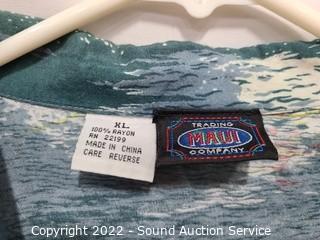 XL
100% RAYON
RN 22199
MADE IN CHINA
CARE REVERSE
TRADING
MAUI
COMPANY
Copyright 2022 - Sound Auction Service